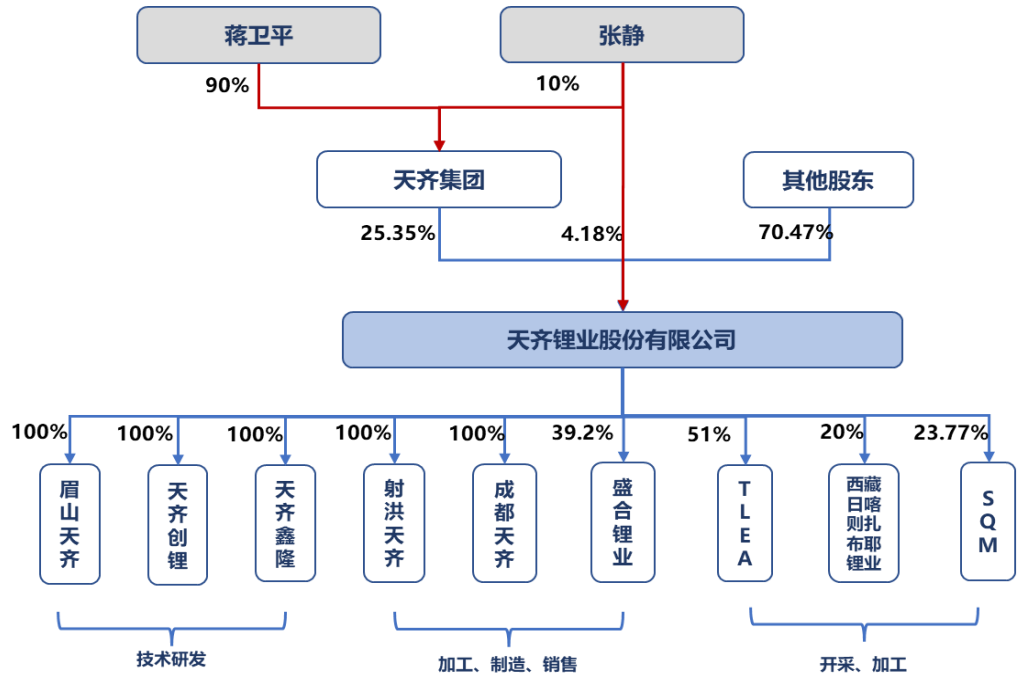 蒋卫平
张静
90%
10%
天齐集团
其他股东
25.35%
4.18%
70.47%
天齐锂业股份有限公司
100%
100%
100%
100%
100%
39.2%
51%
20%
23.77%
眉山天齐
天齐创锂
天齐鑫隆
射洪天齐
成都天齐
盛合锂业
TLEA
西藏
日喀
则扎
布耶
锂业
SQM
技术研发
加工、制造、销售
开采、加工